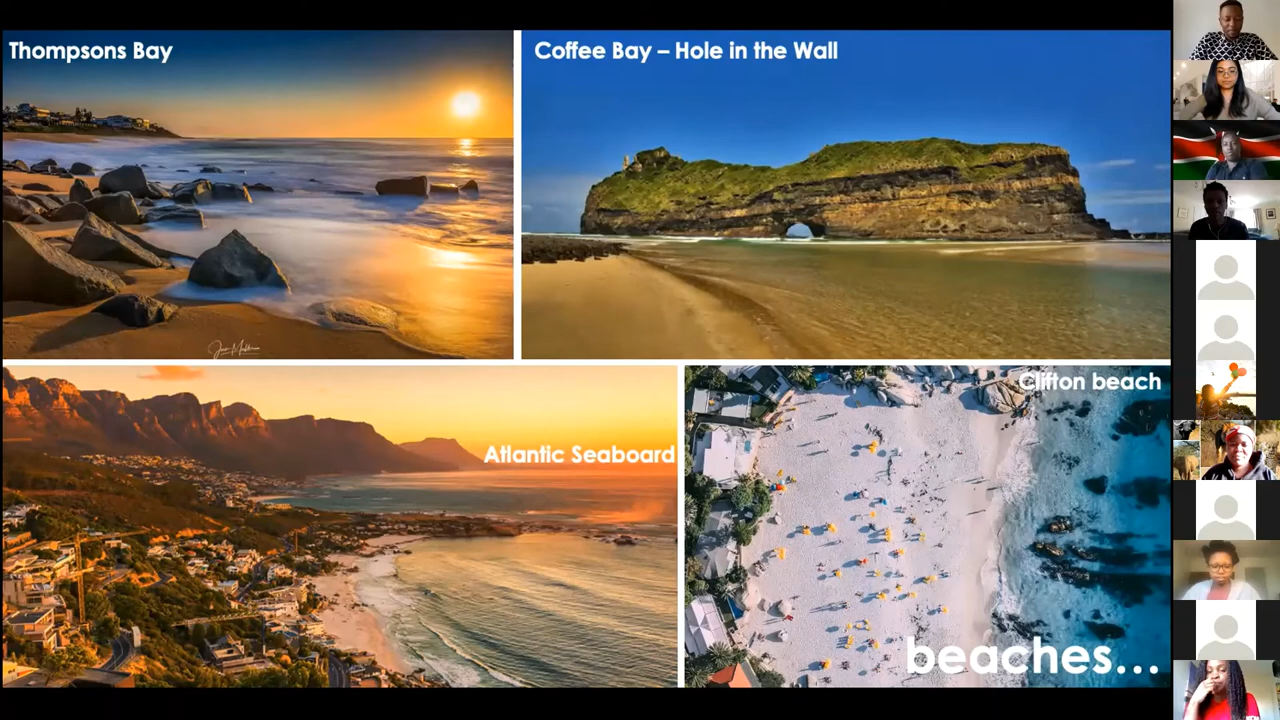 Thompsons Bay
Coffee Bay – Hole in the Wall
Atlantic Seaboard
Clifton beach
beaches...